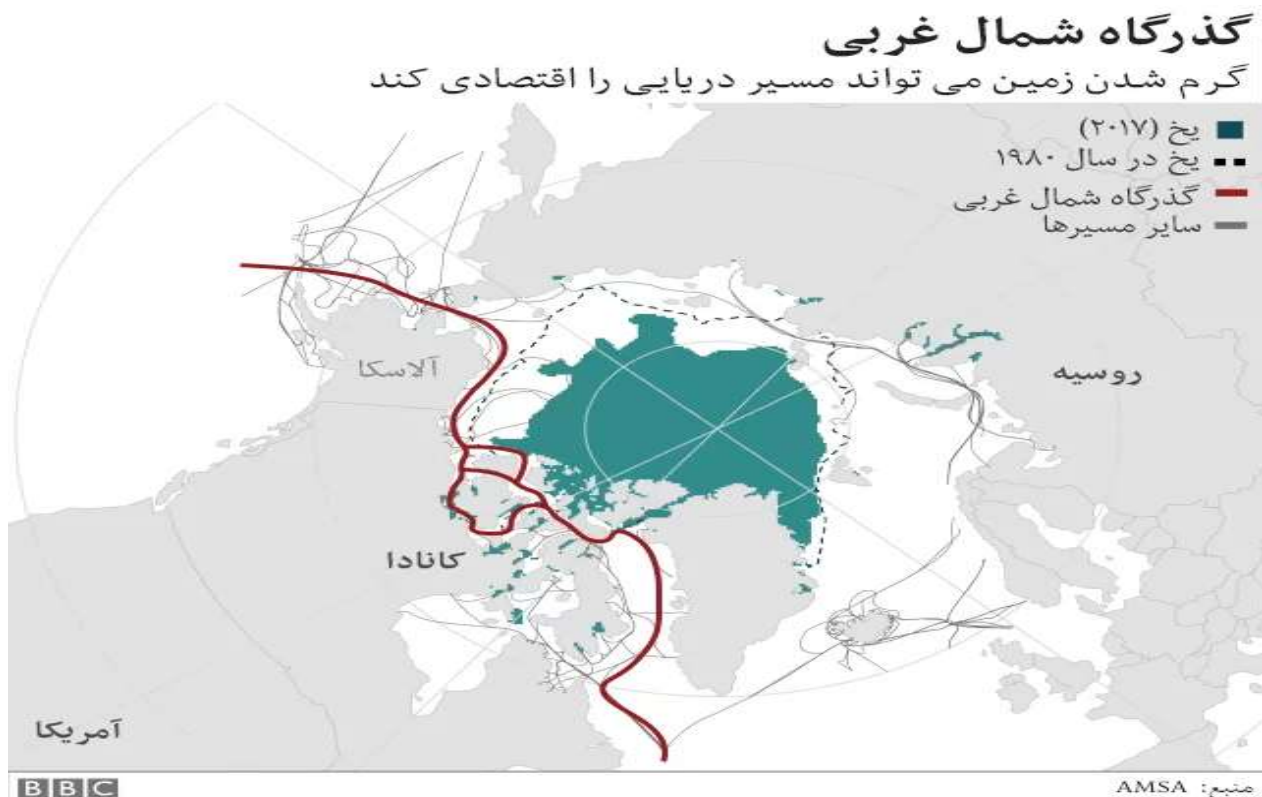 گذرگاه شمال غربی
گرم شدن زمین می تواند مسیر دریایی را اقتصادی کند
یخ (۲۰۱۷)
یخ در سال ۱۹۸۰
گذرگاه شمال غربی
سایر مسیرها
آلاسکا
روسیه
کانادا
آمریکا
منبع: AMSA
BBC